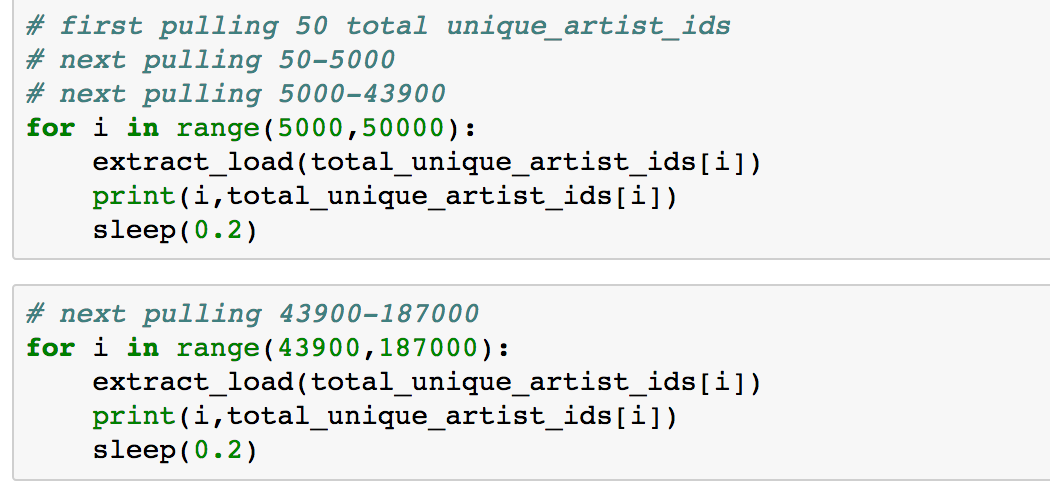 # first pulling 50 total unique_artist_ids
# next pulling 50-5000
# next pulling 5000-43900
for i in range(5000,50000):
    extract_load(total_unique_artist_ids[i])
    print(i,total_unique_artist_ids[i])
    sleep(0.2)
# next pulling 43900-187000
for i in range(43900,187000):
    extract_load(total_unique_artist_ids[i])
    print(i,total_unique_artist_ids[i])
    sleep(0.2)